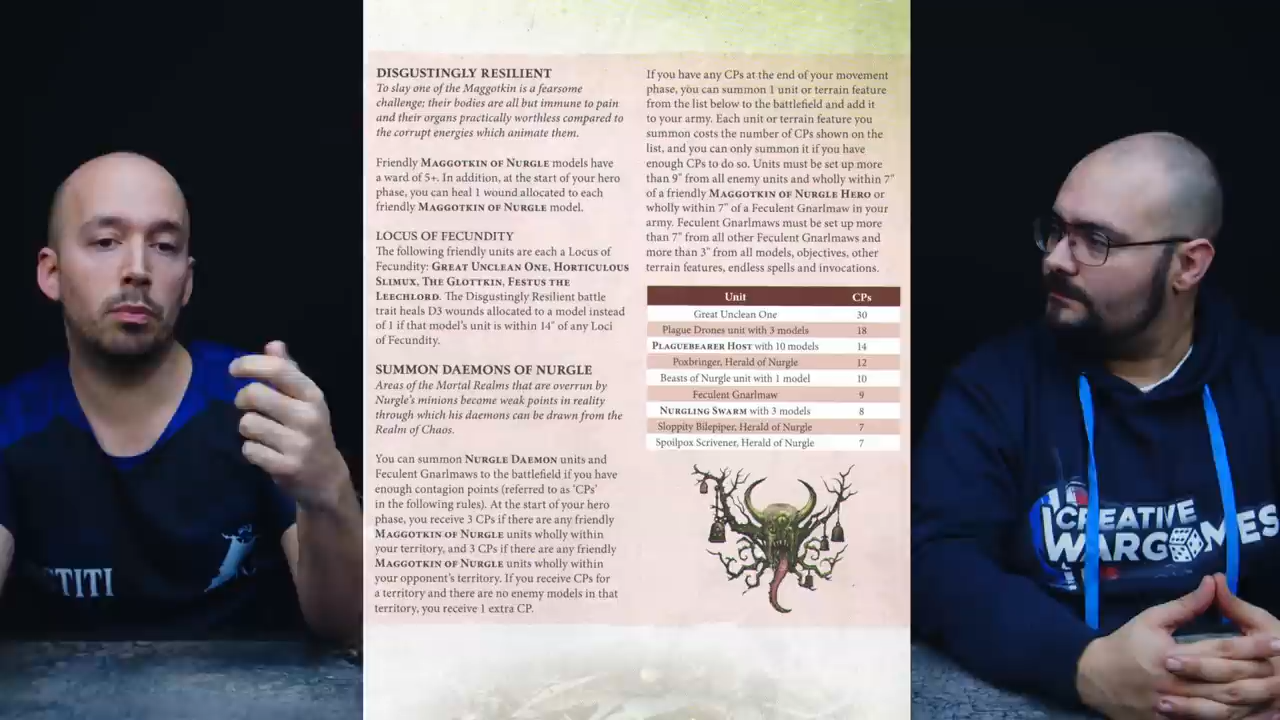 DISGUSTINGLY RESILIENT
To slay one of the Maggotkin is a fearsome
challenge; their bodies are all but immune to pain
and their organs practically worthless compared to
the corrupt energies which animate them.
Friendly MAGGOTKIN OF NURGLE models have
a ward of 5+. In addition, at the start of your hero
phase, you can heal 1 wound allocated to each
friendly MAGGOTKIN OF NURGLE model.
LOCUS OF FECUNDITY
The following friendly units are each a Locus of
Fecundity: GREAT UNCLEAN ONE, HORTICULOUS
SLIMUX, THE GLOTTKIN, FESTUS THE
LEECHLORD. The Disgustingly Resilient battle
trait heals D3 wounds allocated to a model instead
of 1 if that model's unit is within 14" of any Loci
of Fecundity.
SUMMON DAEMONS OF NURGLE
Areas of the Mortal Realms that are overrun by
Nurgle's minions become weak points in reality
through which his daemons can be drawn from the
Realm of Chaos.
You can summon NURGLE DAEMON units and
Feculent Gnarlmaws to the battlefield if you have
enough contagion points (referred to as 'CPs'
in the following rules). At the start of your hero
phase, you receive 3 CPs if there are any friendly
MAGGOTKIN OF NURGLE units wholly within
your territory, and 3 CPs if there are any friendly
MAGGOTKIN OF NURGLE units wholly within
your opponent's territory. If you receive CPs for
a territory and there are no enemy models in that
territory, you receive 1 extra CP.
If you have any CPs at the end of your movement
phase, you can summon 1 unit or terrain feature
from the list below to the battlefield and add it
to your army. Each unit or terrain feature you
summon costs the number of CPs shown on the
list, and you can only summon it if you have
enough CPs to do so. Units must be set up more
than 9" from all enemy units and wholly within 7"
of a friendly MAGGOTKIN OF NURGLE HERO or
wholly within 7" of a Feculent Gnarlmaw in your
army. Feculent Gnarlmaws must be set up more
than 7" from all other Feculent Gnarlmaws and
more than 3" from all models, objectives, other
terrain features, endless spells and invocations.
Unit CPs
Great Unclean One 30
Plague Drones unit with 3 models 18
PLAGUEBEARER HOST with 10 models 14
Poxbringer, Herald of Nurgle 12
Beasts of Nurgle unit with 1 model 10
Feculent Gnarlmaw 9
NURGLING SWARM with 3 models 8
Sloppity Bilepiper, Herald of Nurgle 7
Spoilpox Scrivener, Herald of Nurgle 7
TITI
CREATIVE
WARGAMES